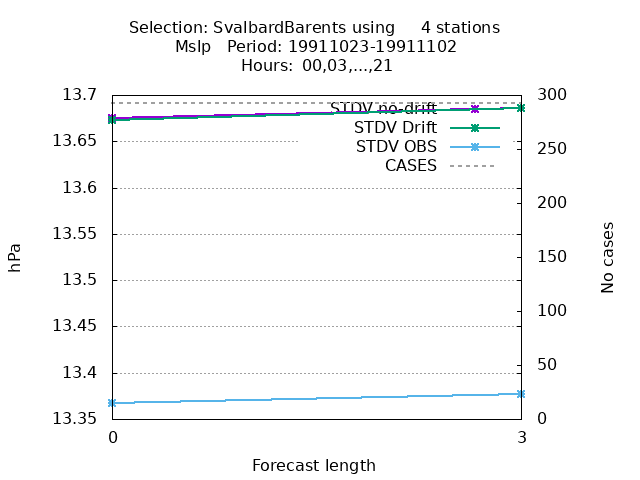 Selection: SvalbardBarents using 4 stations
Mslp Period: 19911023-19911102
Hours: 00,03,...,21
13.7
13.65
13.6
13.55
13.5
13.45
13.4
13.35
hPa
STDV no-drift
STDV Drift
STDV OBS
CASES
300
250
200
150
100
50
0
No cases
0
3
Forecast length